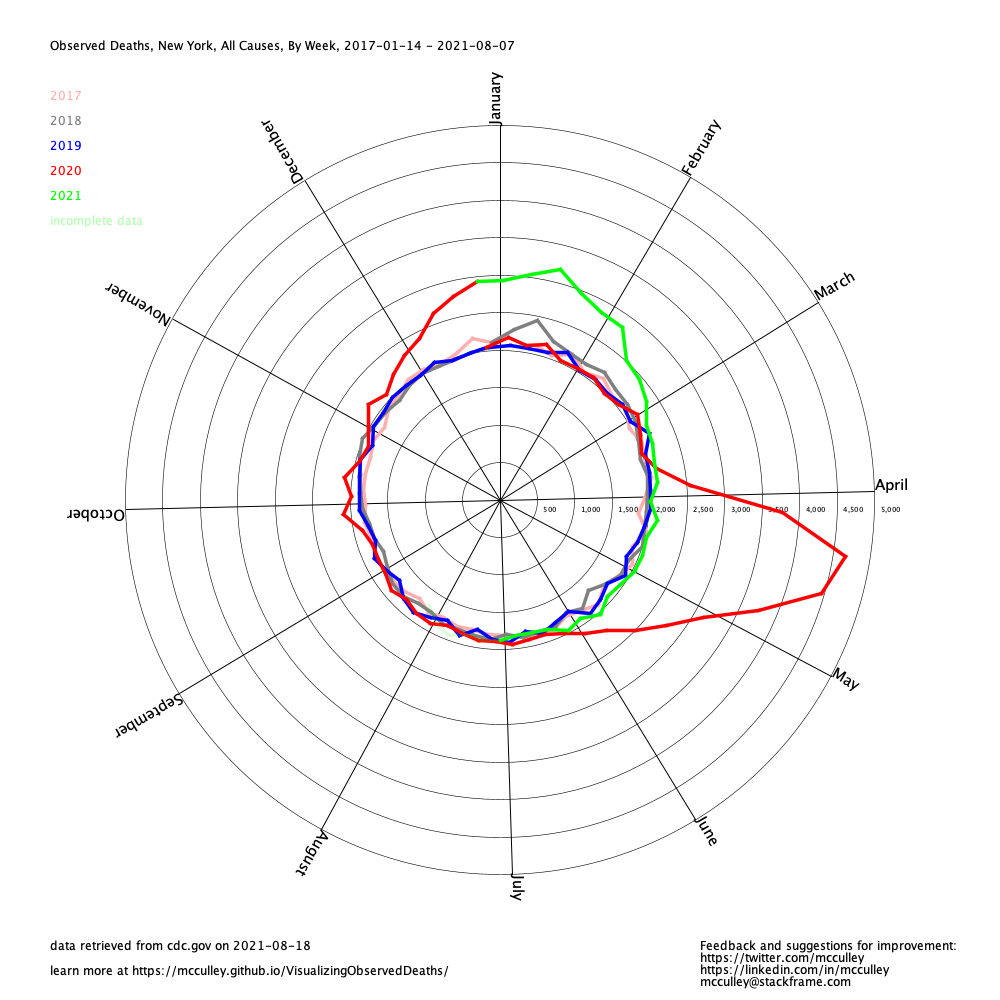 Observed Deaths, New York, All Causes, By Week, 2017-01-14 - 2021-08-07
2017
2018
2019
2020
2021
incomplete data
January
February
March
April
May
June
July
August
September
October
November
December
500
1,000
1,500
2,000
2,500
3,000
3,500
4,000
4,500
5,000
data retrieved from cdc.gov on 2021-08-18
learn more at https://mcculley.github.io/VisualizingObservedDeaths/
Feedback and suggestions for improvement:
https://twitter.com/mcculley
https://linkedin.com/in/mcculley
mcculley@stackframe.com